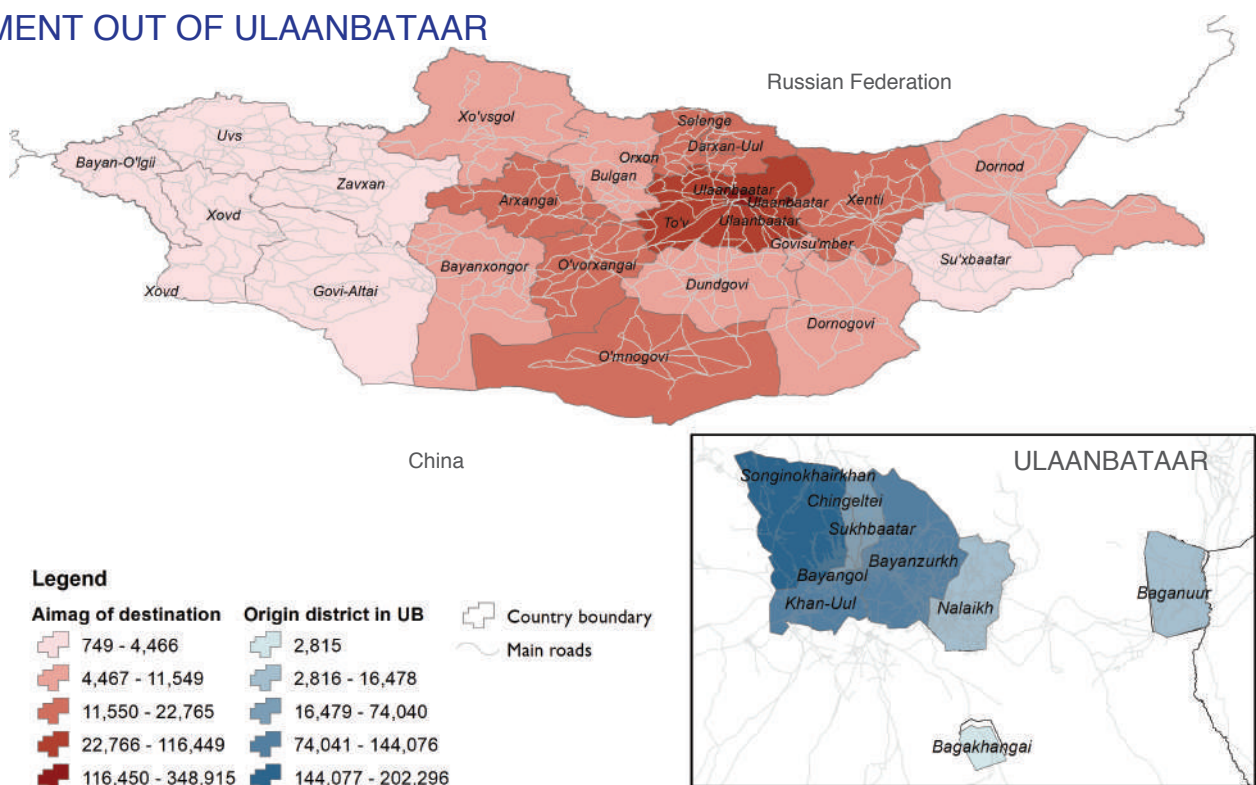 MENT OUT OF ULAANBATAAR
Russian Federation
Xo'vsgol
Selenge
Uvs
Darxan-Uul
Bayan-O'lgii
Orxon
Dornod
Bulgan
Zavxan
Ulaanbaatar
Arxangai
Ulaanbaatar
Xentii
Xovd
To'v
Ulaanbaatar
Govisu'mber
Su'xbaatar
Bayanxongor
O'vorxangai
Dundgovi
Xovd
Govi-Altai
Dornogovi
O'mnogovi
China
ULAANBATAAR
Songinokhairkhan
Chingeltei
Sukhbaatar
Bayanzurkh
Bayangol
Khan-Uul
Nalaikh
Baganuur
Bagakhangai
Legend
Aimag of destination
749 - 4,466
4,467 - 11,549
11,550 - 22,765
22,766 - 116,449
116,450 - 348,915
Origin district in UB
2,815
2,816 - 16,478
16,479 - 74,040
74,041 - 144,076
144,077 - 202,296
Country boundary
Main roads